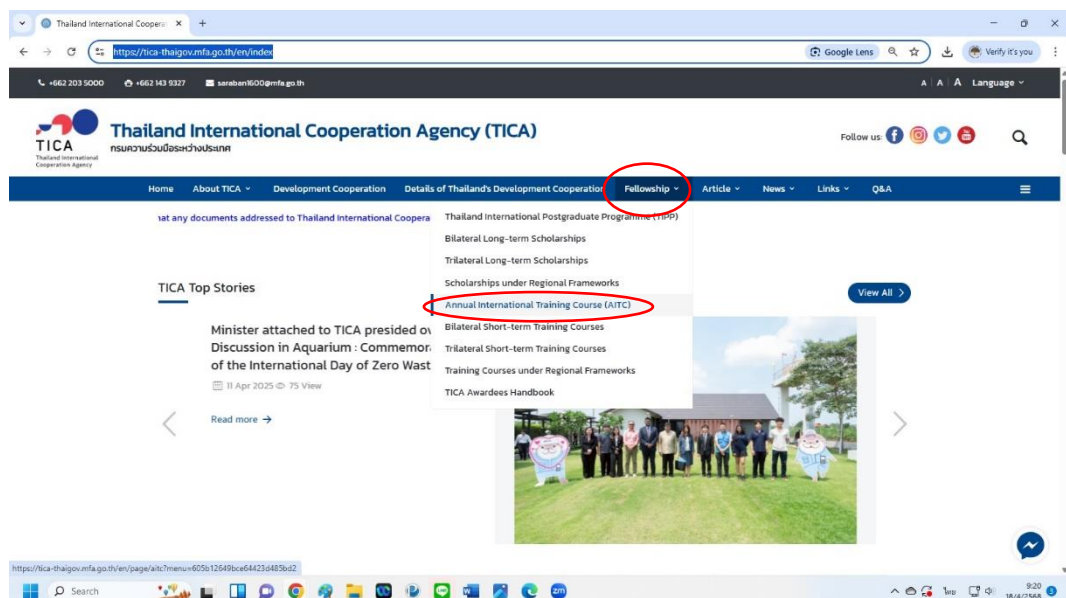 Thailand International Cooper
https://tica-thaigov.mfa.go.th/en/index
Google Lens
Verify it's you
+662 203 5000
+662 143 9327
saraban1600@mfa.go.th
A A A Language
TICA
Thailand International
Cooperation Agency
Thailand International Cooperation Agency (TICA)
กรมความร่วมมือระหว่างประเทศ
Follow us:
Home About TICA Development Cooperation Details of Thailand's Development Cooperation Fellowship Article News Links Q&A
nat any documents addressed to Thailand International Coopera
Thailand International Postgraduate Programme (TIPP)
Bilateral Long-term Scholarships
Trilateral Long-term Scholarships
Scholarships under Regional Frameworks
Annual International Training Course (AITC)
Bilateral Short-term Training Courses
Trilateral Short-term Training Courses
Training Courses under Regional Frameworks
TICA Awardees Handbook
TICA Top Stories
View All
Minister attached to TICA presided ov
Discussion in Aquarium : Commemor
of the International Day of Zero Wast
11 Apr 2025 75 View
Read more
https://tica-thaigov.mfa.go.th/en/page/aitc?menu=605b12649bce64423d485bd2
Search
zm
ไทย
9:20
18/4/2568